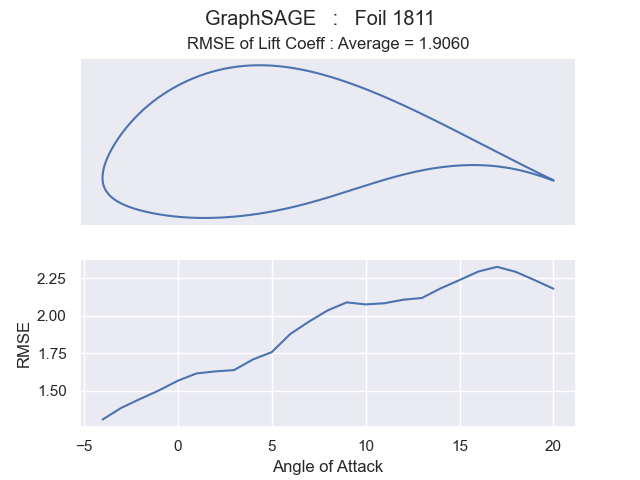 GraphSAGE : Foil 1811
RMSE of Lift Coeff : Average = 1.9060
2.25
2.00
1.75
1.50
RMSE
−5 0 5 10 15 20
Angle of Attack